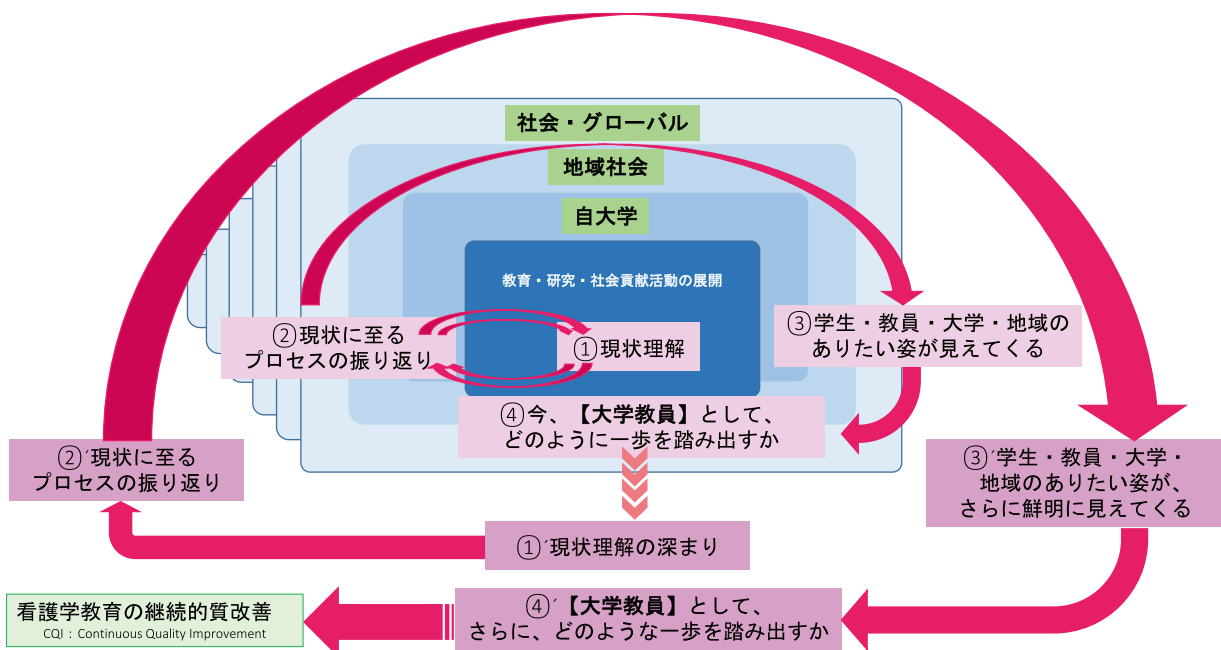 社会・グローバル
地域社会
自大学
教育・研究・社会貢献活動の展開
②現状に至る
プロセスの振り返り
①現状理解
③学生・教員・大学・地域の
ありたい姿が見えてくる
④今、【大学教員】として、
どのように一歩を踏み出すか
②´現状に至る
プロセスの振り返り
③´学生・教員・大学・
地域のありたい姿が、
さらに鮮明に見えてくる
①´現状理解の深まり
④´【大学教員】として、
さらに、どのような一歩を踏み出すか
看護学教育の継続的質改善
CQI：Continuous Quality Improvement